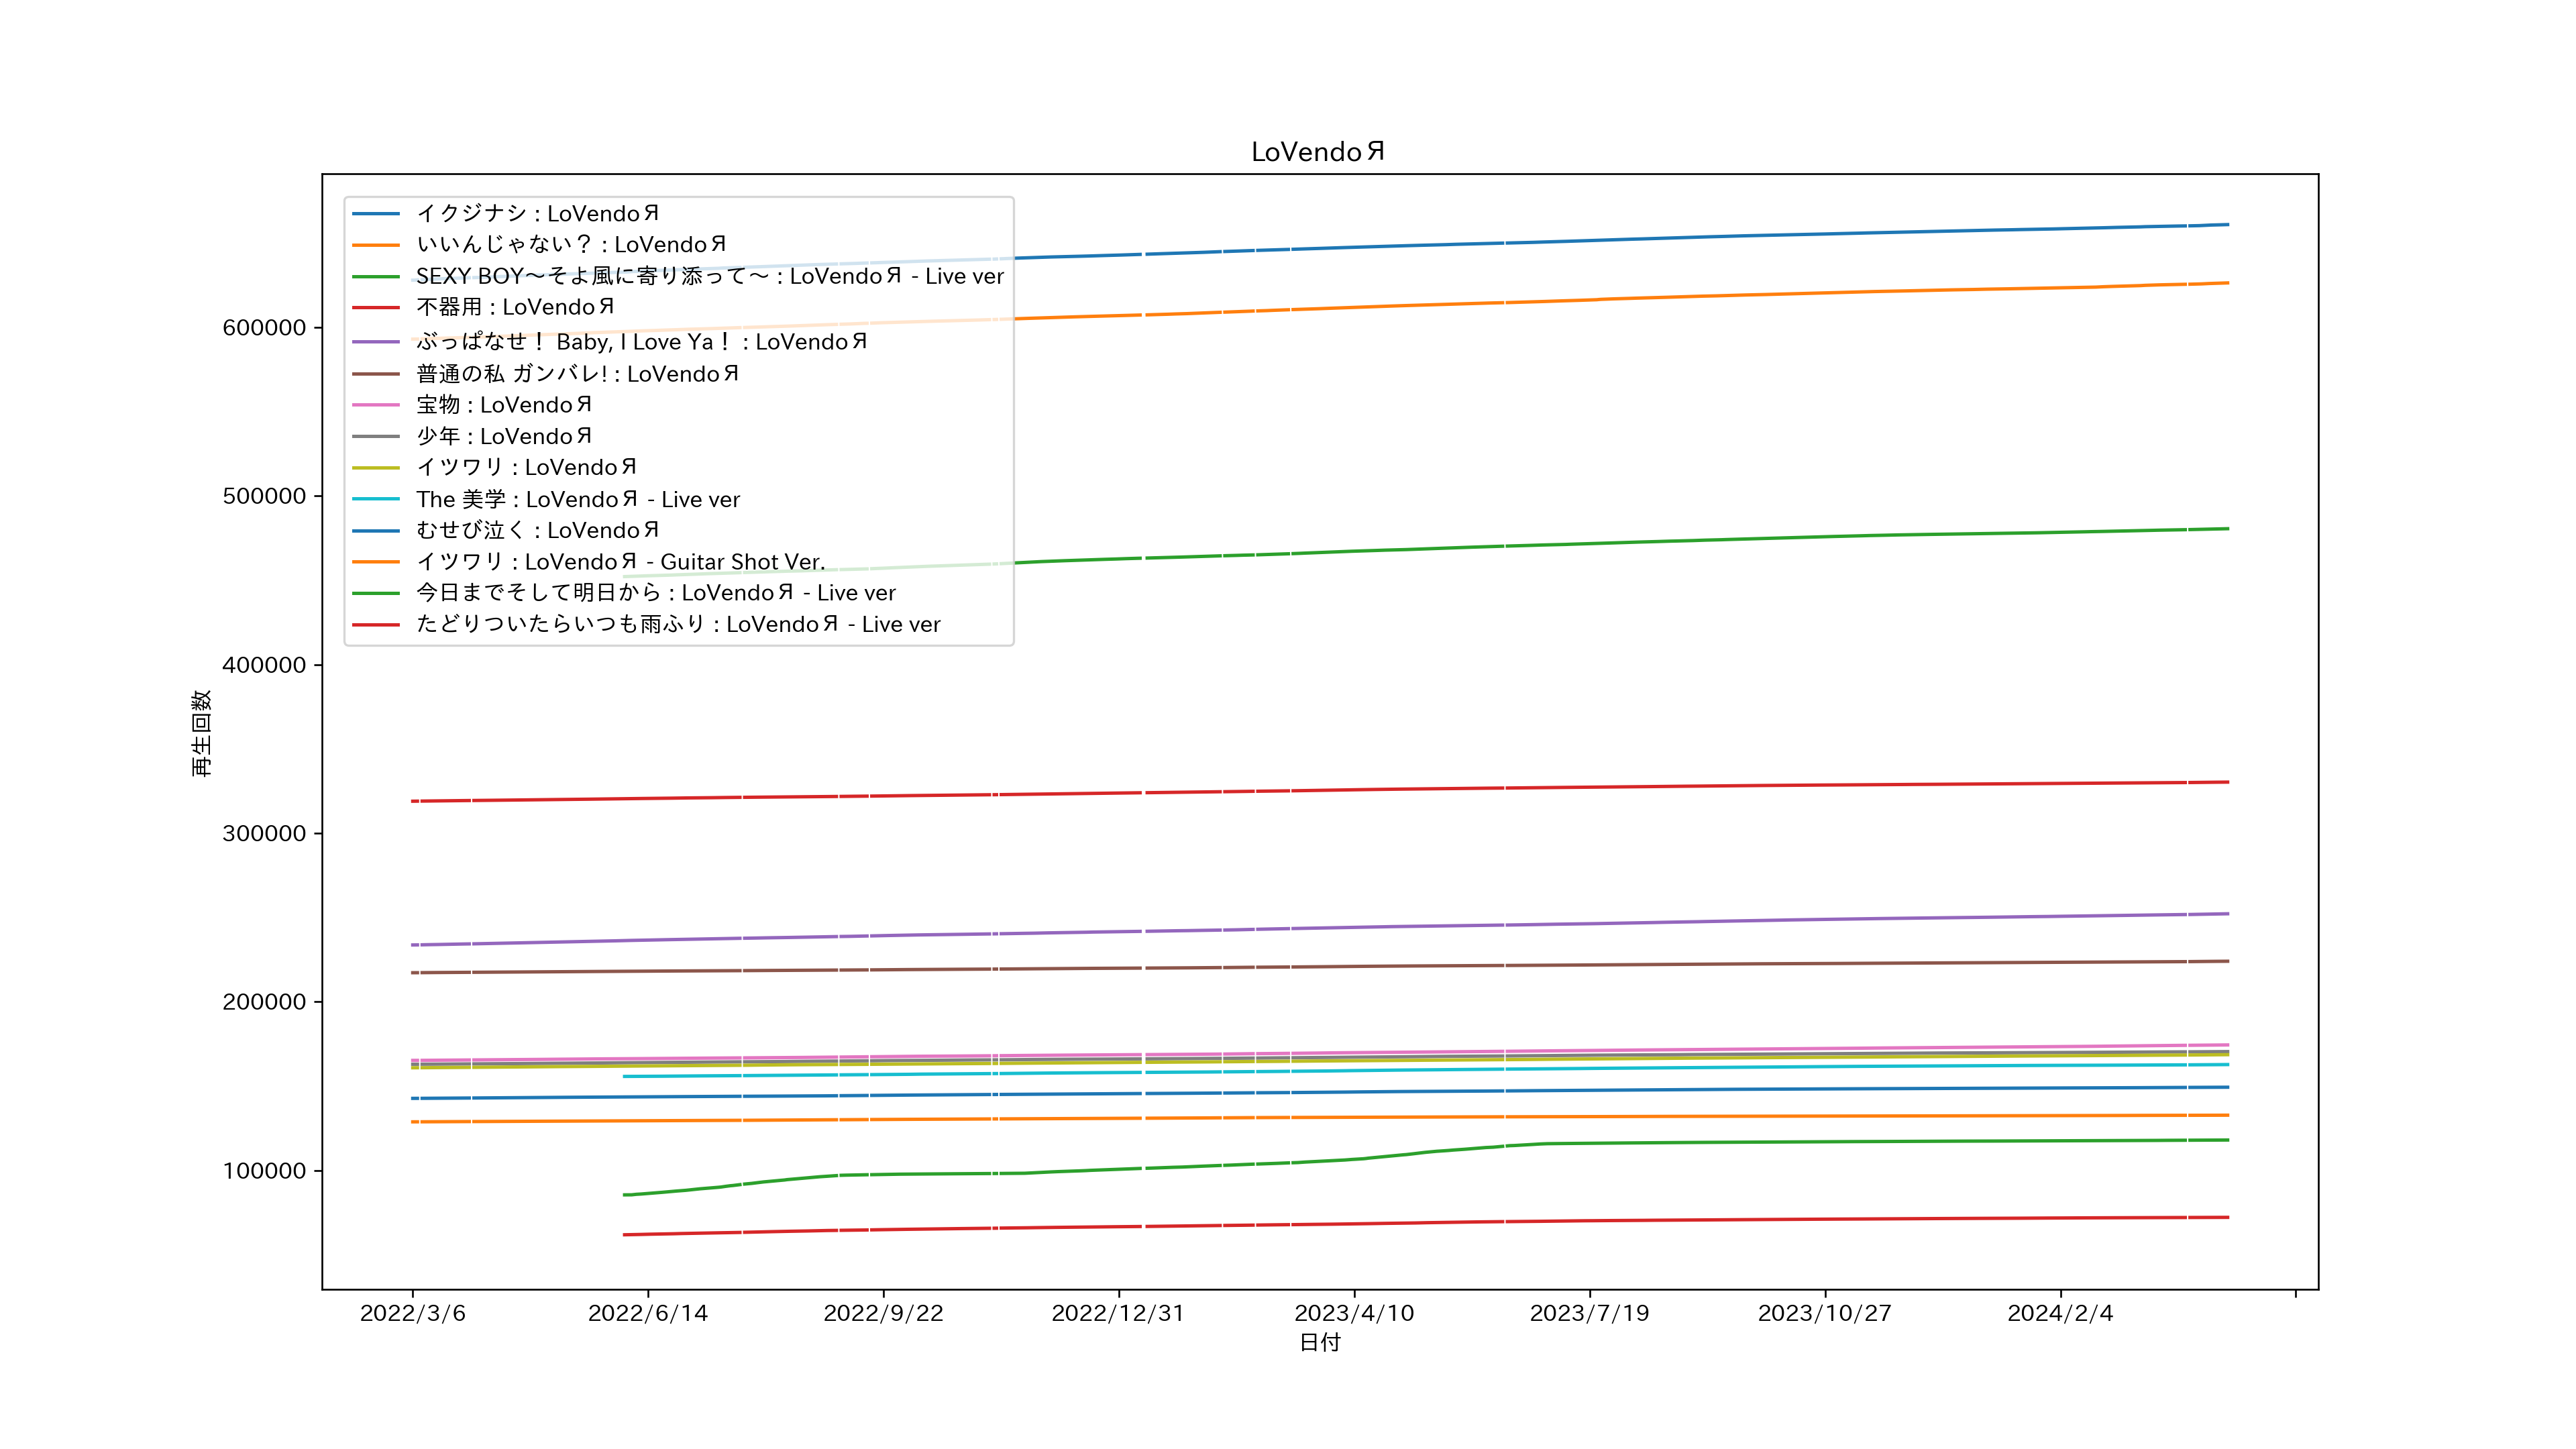 LoVendoЯ
イクジナシ : LoVendoЯ
いいんじゃない？ : LoVendoЯ
SEXY BOY～そよ風に寄り添って～ : LoVendoЯ - Live ver
不器用 : LoVendoЯ
ぶっぱなせ！ Baby, I Love Ya！ : LoVendoЯ
普通の私 ガンバレ! : LoVendoЯ
宝物 : LoVendoЯ
少年 : LoVendoЯ
イツワリ : LoVendoЯ
The 美学 : LoVendoЯ - Live ver
むせび泣く : LoVendoЯ
イツワリ : LoVendoЯ - Guitar Shot Ver.
今日までそして明日から : LoVendoЯ - Live ver
たどりついたらいつも雨ふり : LoVendoЯ - Live ver
600000
500000
400000
300000
200000
100000
再生回数
2022/3/6
2022/6/14
2022/9/22
2022/12/31
2023/4/10
2023/7/19
2023/10/27
2024/2/4
日付